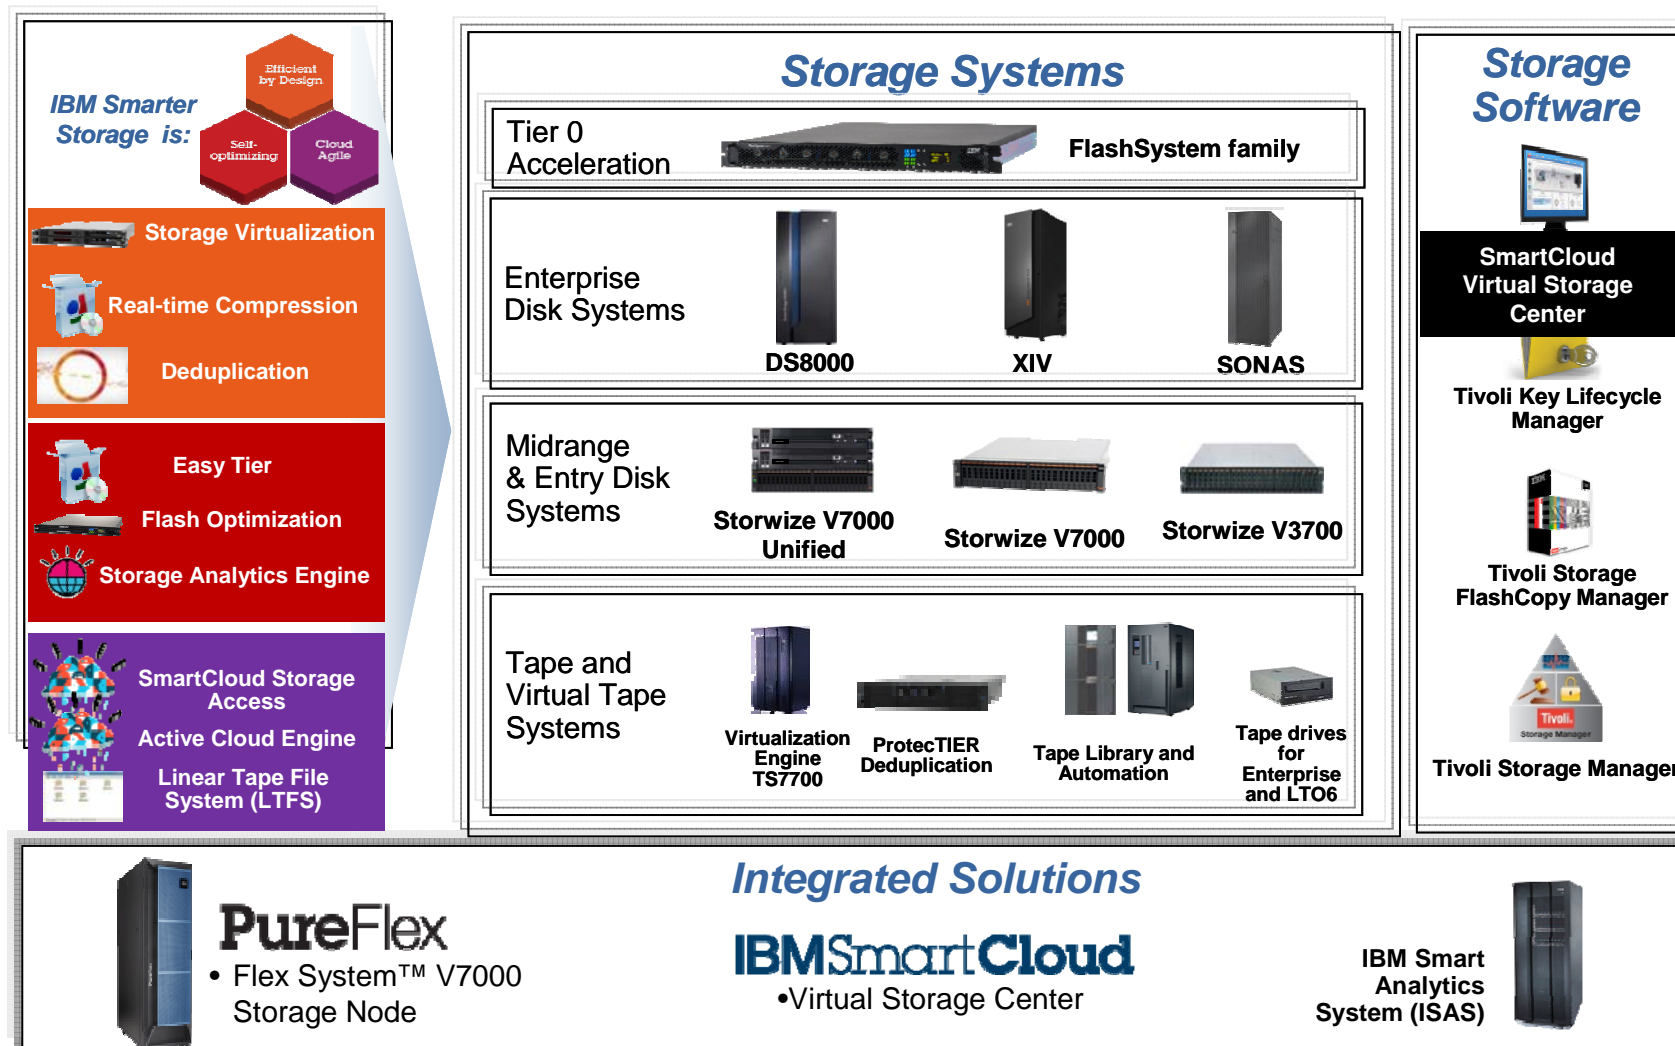 IBM Smarter
Storage is:
Efficient
by Design
Self-
optimizing
Cloud
Agile
Storage Virtualization
Real-time Compression
Deduplication
Easy Tier
Flash Optimization
Storage Analytics Engine
SmartCloud Storage
Access
Active Cloud Engine
Linear Tape File
System (LTFS)
Storage Systems
Tier 0
Acceleration
FlashSystem family
Enterprise
Disk Systems
DS8000
XIV
SONAS
Midrange
& Entry Disk
Systems
Storwize V7000
Unified
Storwize V7000
Storwize V3700
Tape and
Virtual Tape
Systems
Virtualization
Engine
TS7700
ProtecTIER
Deduplication
Tape Library and
Automation
Tape drives
for
Enterprise
and LTO6
Storage
Software
SmartCloud
Virtual Storage
Center
Tivoli Key Lifecycle
Manager
Tivoli Storage
FlashCopy Manager
Tivoli.
Storage Manager
Tivoli Storage Manager
Integrated Solutions
PureFlex
• Flex System™ V7000
Storage Node
IBMSmartCloud
•Virtual Storage Center
IBM Smart
Analytics
System (ISAS)